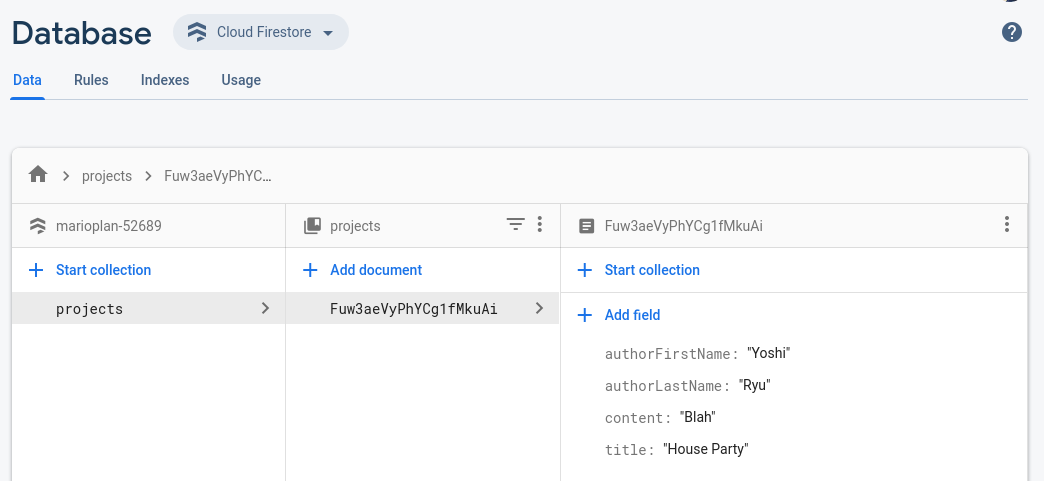 Database
Cloud Firestore
Data Rules Indexes Usage
projects Fuw3aeVyPhYC...
marioplan-52689 projects Fuw3aeVyPhYCg1fMkuAi
Start collection Add document Start collection
projects Fuw3aeVyPhYCg1fMkuAi
Add field
authorFirstName: "Yoshi"
authorLastName: "Ryu"
content: "Blah"
title: "House Party"